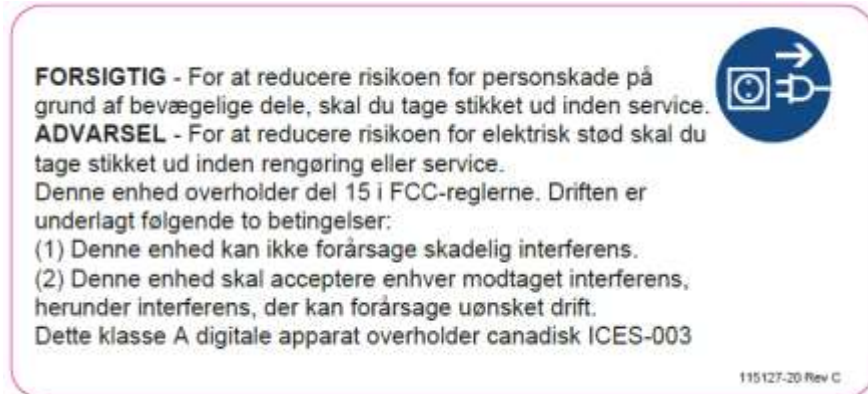 FORSIGTIG - For at reducere risikoen for personskade på
grund af bevægelige dele, skal du tage stikket ud inden service.
ADVARSEL - For at reducere risikoen for elektrisk stød skal du
tage stikket ud inden rengøring eller service.
Denne enhed overholder del 15 i FCC-reglerne. Driften er
underlagt følgende to betingelser:
(1) Denne enhed kan ikke forårsage skadelig interferens.
(2) Denne enhed skal acceptere enhver modtaget interferens,
herunder interferens, der kan forårsage uønsket drift.
Dette klasse A digitale apparat overholder canadisk ICES-003
115127-20 Rev C